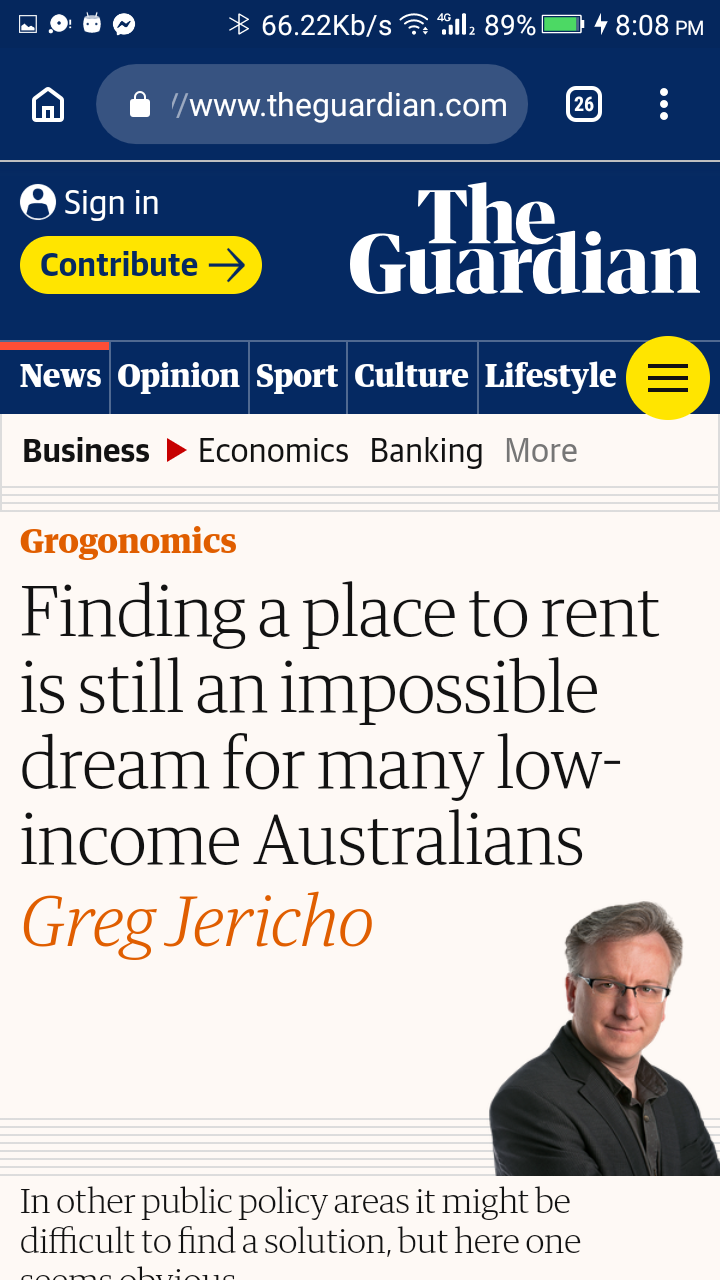 66.22Kb/s 4G 2 89% 8:08 PM
//www.theguardian.com 26
Sign in
Contribute
The
Guardian
News Opinion Sport Culture Lifestyle
Business Economics Banking More
Grogonomics
Finding a place to rent
is still an impossible
dream for many low-
income Australians
Greg Jericho
In other public policy areas it might be
difficult to find a solution, but here one
seems obvious